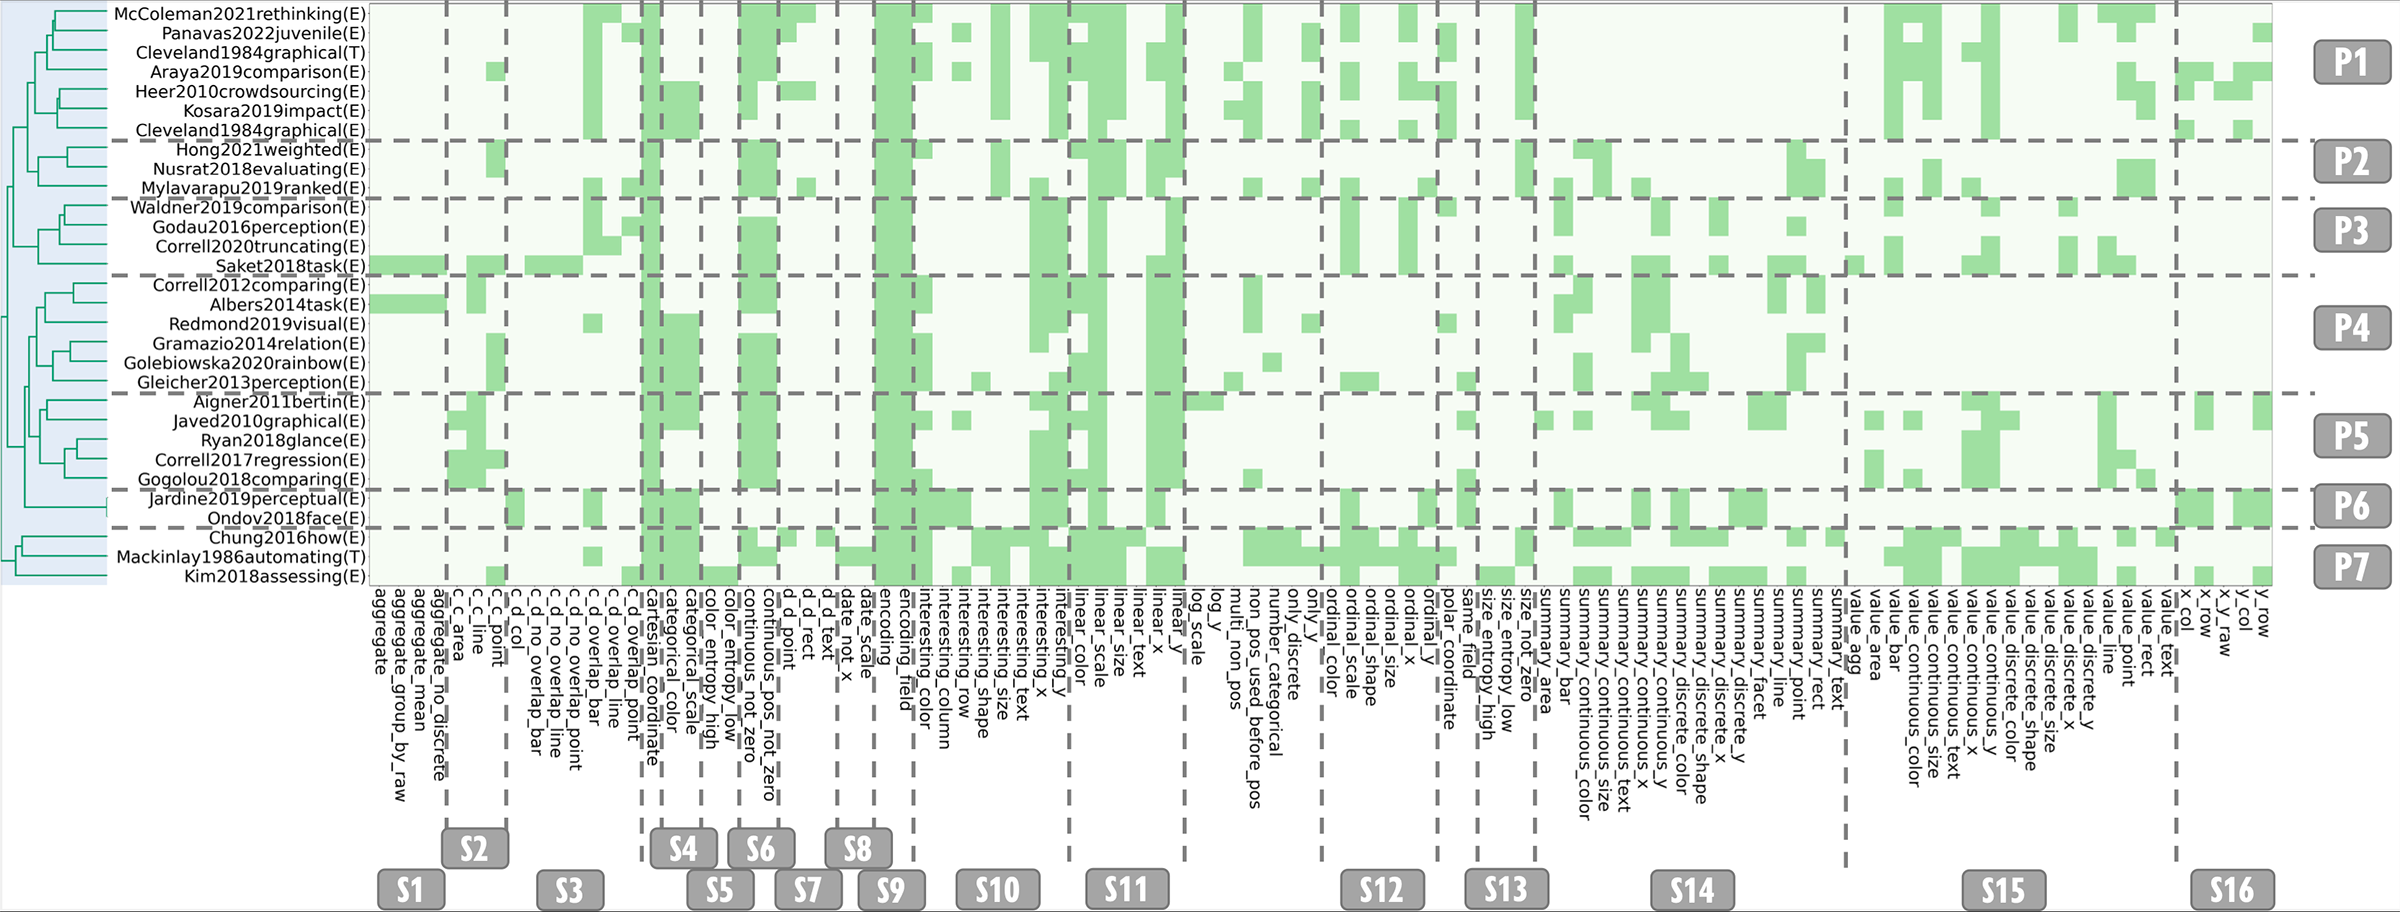 McColeman2021rethinking(E)
Panavas2022juvenile(E)
Cleveland1984graphical(T)
Araya2019comparison(E)
Heer2010crowdsourcing(E)
Kosara2019impact(E)
Cleveland1984graphical(E)
Hong2021weighted(E)
Nusrat2018evaluating(E)
Mylavarapu2019ranked(E)
Waldner2019comparison(E)
Godau2016perception(E)
Correll2020truncating(E)
Saket2018task(E)
Correll2012comparing(E)
Albers2014task(E)
Redmond2019visual(E)
Gramazio2014relation(E)
Golebiowska2020rainbow(E)
Gleicher2013perception(E)
Aigner2011bertin(E)
Javed2010graphical(E)
Ryan2018glance(E)
Correll2017regression(E)
Gogolou2018comparing(E)
Jardine2019perceptual(E)
Ondov2018face(E)
Chung2016how(E)
Mackinlay1986automating(T)
Kim2018assessing(E)
P1
P2
P3
P4
P5
P6
P7
aggregate
aggregate_group_by_raw
aggregate_mean
aggregate_no_discrete
c_c_area
c_c_line
c_c_point
c_d_col
c_d_no_overlap_bar
c_d_no_overlap_line
c_d_no_overlap_point
c_d_overlap_bar
c_d_overlap_line
c_d_overlap_point
cartesian_coordinate
categorical_color
categorical_scale
color_entropy_high
color_entropy_low
continuous_not_zero
continuous_pos_not_zero
d_d_point
d_d_rect
d_d_text
date_not_x
date_scale
encoding
encoding_field
interesting_color
interesting_column
interesting_row
interesting_shape
interesting_size
interesting_text
interesting_x
interesting_y
linear_color
linear_scale
linear_size
linear_text
linear_x
linear_y
log_scale
log_y
multi_non_pos
non_pos_used_before_pos
number_categorical
only_discrete
only_y
ordinal_color
ordinal_scale
ordinal_shape
ordinal_size
ordinal_x
ordinal_y
polar_coordinate
same_field
size_entropy_high
size_entropy_low
size_not_zero
summary_area
summary_bar
summary_continuous_color
summary_continuous_size
summary_continuous_text
summary_continuous_x
summary_continuous_y
summary_discrete_color
summary_discrete_shape
summary_discrete_x
summary_discrete_y
summary_facet
summary_line
summary_point
summary_rect
summary_text
value_agg
value_area
value_bar
value_continuous_color
value_continuous_size
value_continuous_text
value_continuous_x
value_continuous_y
value_discrete_color
value_discrete_shape
value_discrete_size
value_discrete_x
value_discrete_y
value_line
value_point
value_rect
value_text
x_col
x_row
x_y_raw
y_col
y_row
S2
S4
S6
S8
S1
S3
S5
S7
S9
S10
S11
S12
S13
S14
S15
S16